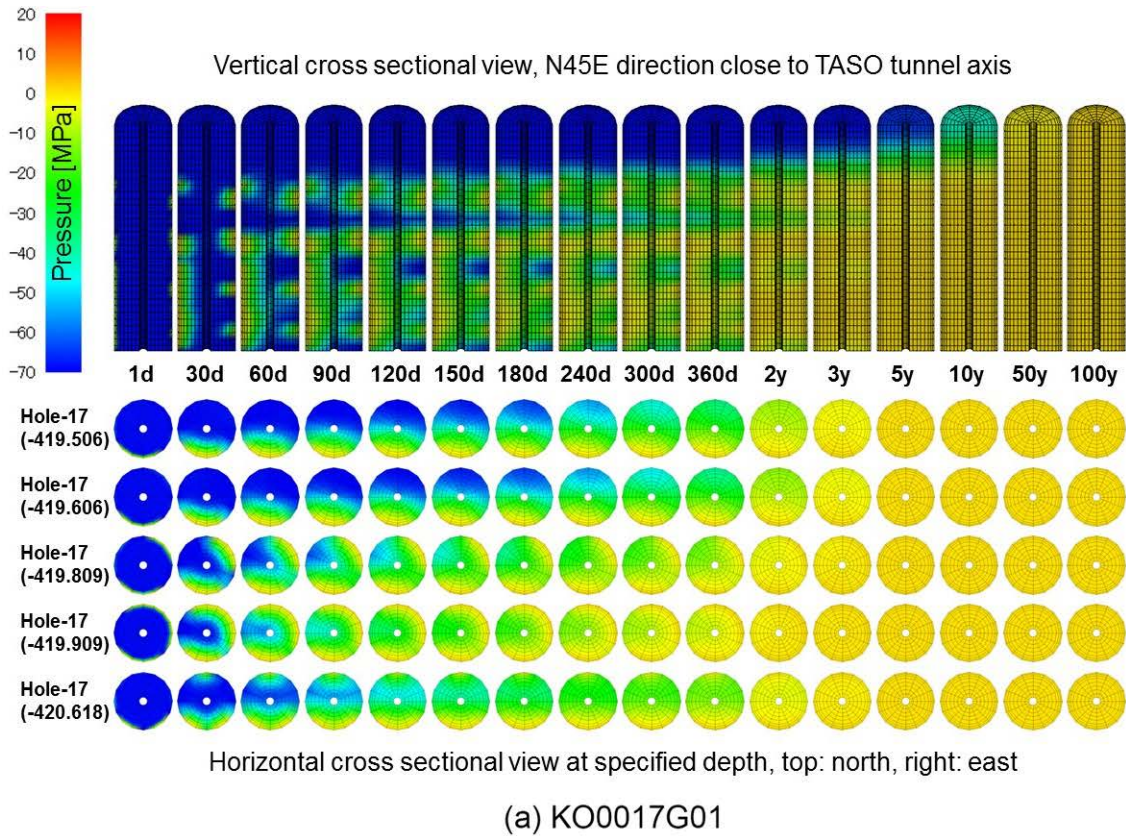 20
10
0
−10
−20
−30
−40
−50
−60
−70
Pressure [MPa]
Vertical cross sectional view, N45E direction close to TASO tunnel axis
1d 30d 60d 90d 120d 150d 180d 240d 300d 360d 2y 3y 5y 10y 50y 100y
Hole-17
(-419.506)
Hole-17
(-419.606)
Hole-17
(-419.809)
Hole-17
(-419.909)
Hole-17
(-420.618)
Horizontal cross sectional view at specified depth, top: north, right: east
(a) KO0017G01